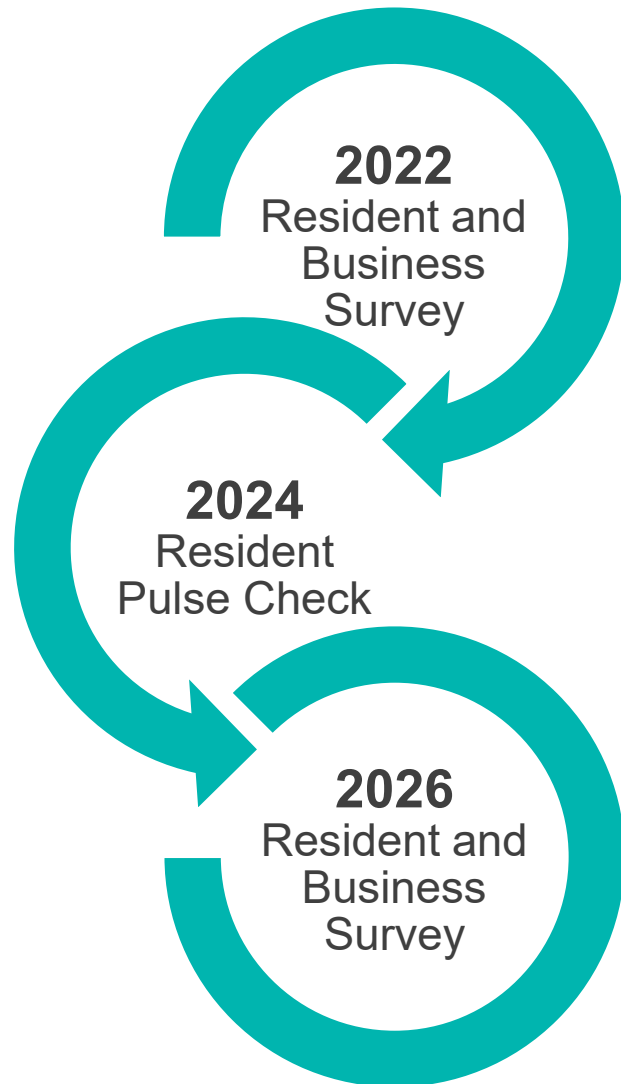 2022
Resident and
Business
Survey
2024
Resident
Pulse Check
2026
Resident and
Business
Survey